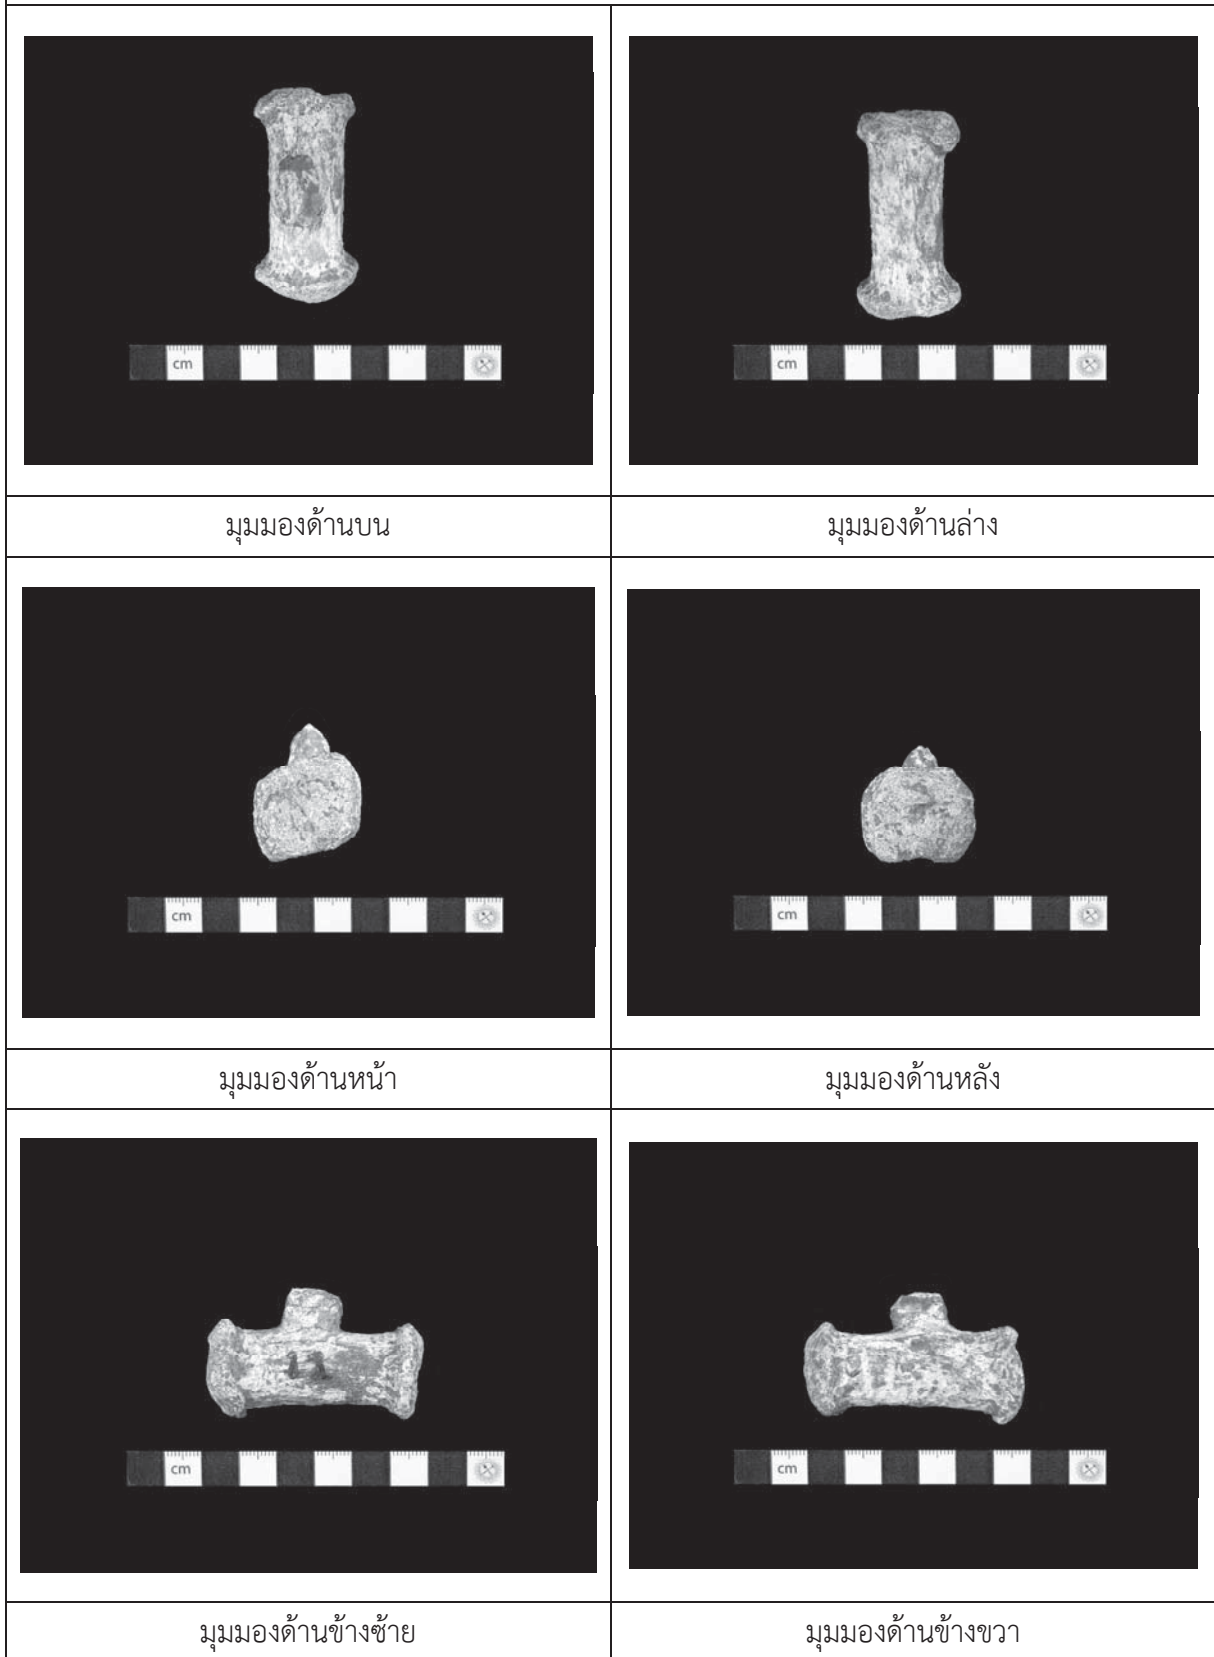 cm
cm
มุมมองด้านบน
มุมมองด้านล่าง
cm
cm
มุมมองด้านหน้า
มุมมองด้านหลัง
cm
cm
มุมมองด้านข้างซ้าย
มุมมองด้านข้างขวา